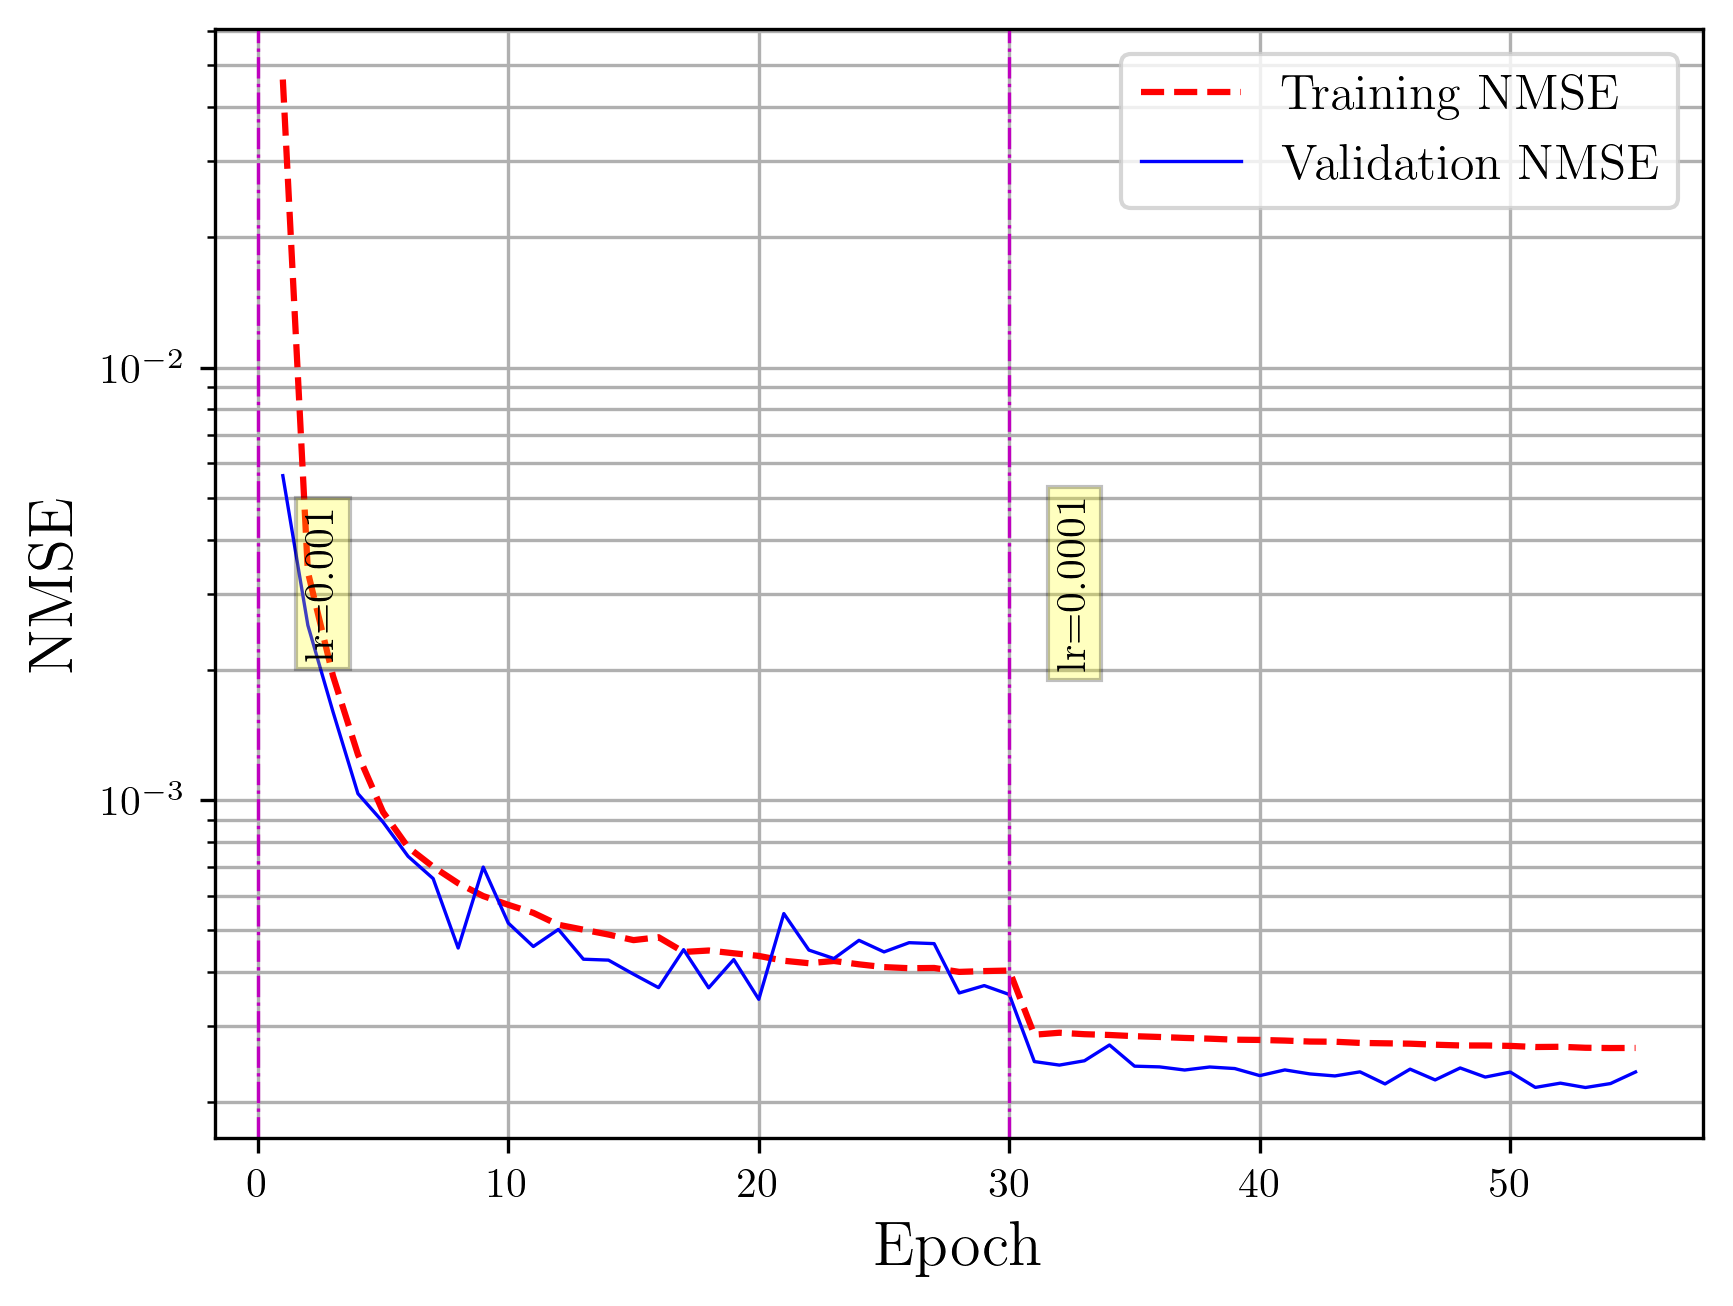 Training NMSE
Validation NMSE
10⁻²
10⁻³
NMSE
lr=0.001
lr=0.0001
0 10 20 30 40 50
Epoch